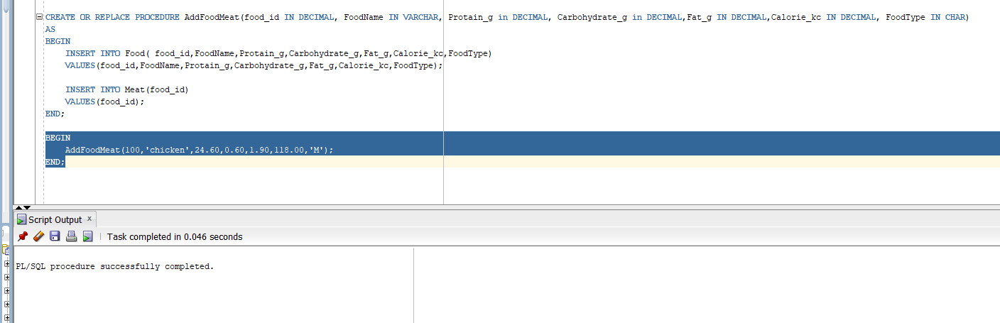 CREATE OR REPLACE PROCEDURE AddFoodMeat(food_id IN DECIMAL, FoodName IN VARCHAR, Protain_g in DECIMAL, Carbohydrate_g in DECIMAL,Fat_g IN DECIMAL,Calorie_kc IN DECIMAL, FoodType IN CHAR)
AS
BEGIN
INSERT INTO Food( food_id,FoodName,Protain_g,Carbohydrate_g,Fat_g,Calorie_kc,FoodType)
VALUES(food_id,FoodName,Protain_g,Carbohydrate_g,Fat_g,Calorie_kc,FoodType);
INSERT INTO Meat(food_id)
VALUES(food_id);
END;
BEGIN
AddFoodMeat(100,'chicken',24.60,0.60,1.90,118.00,'M');
END;
Script Output x
Task completed in 0.046 seconds
PL/SQL procedure successfully completed.